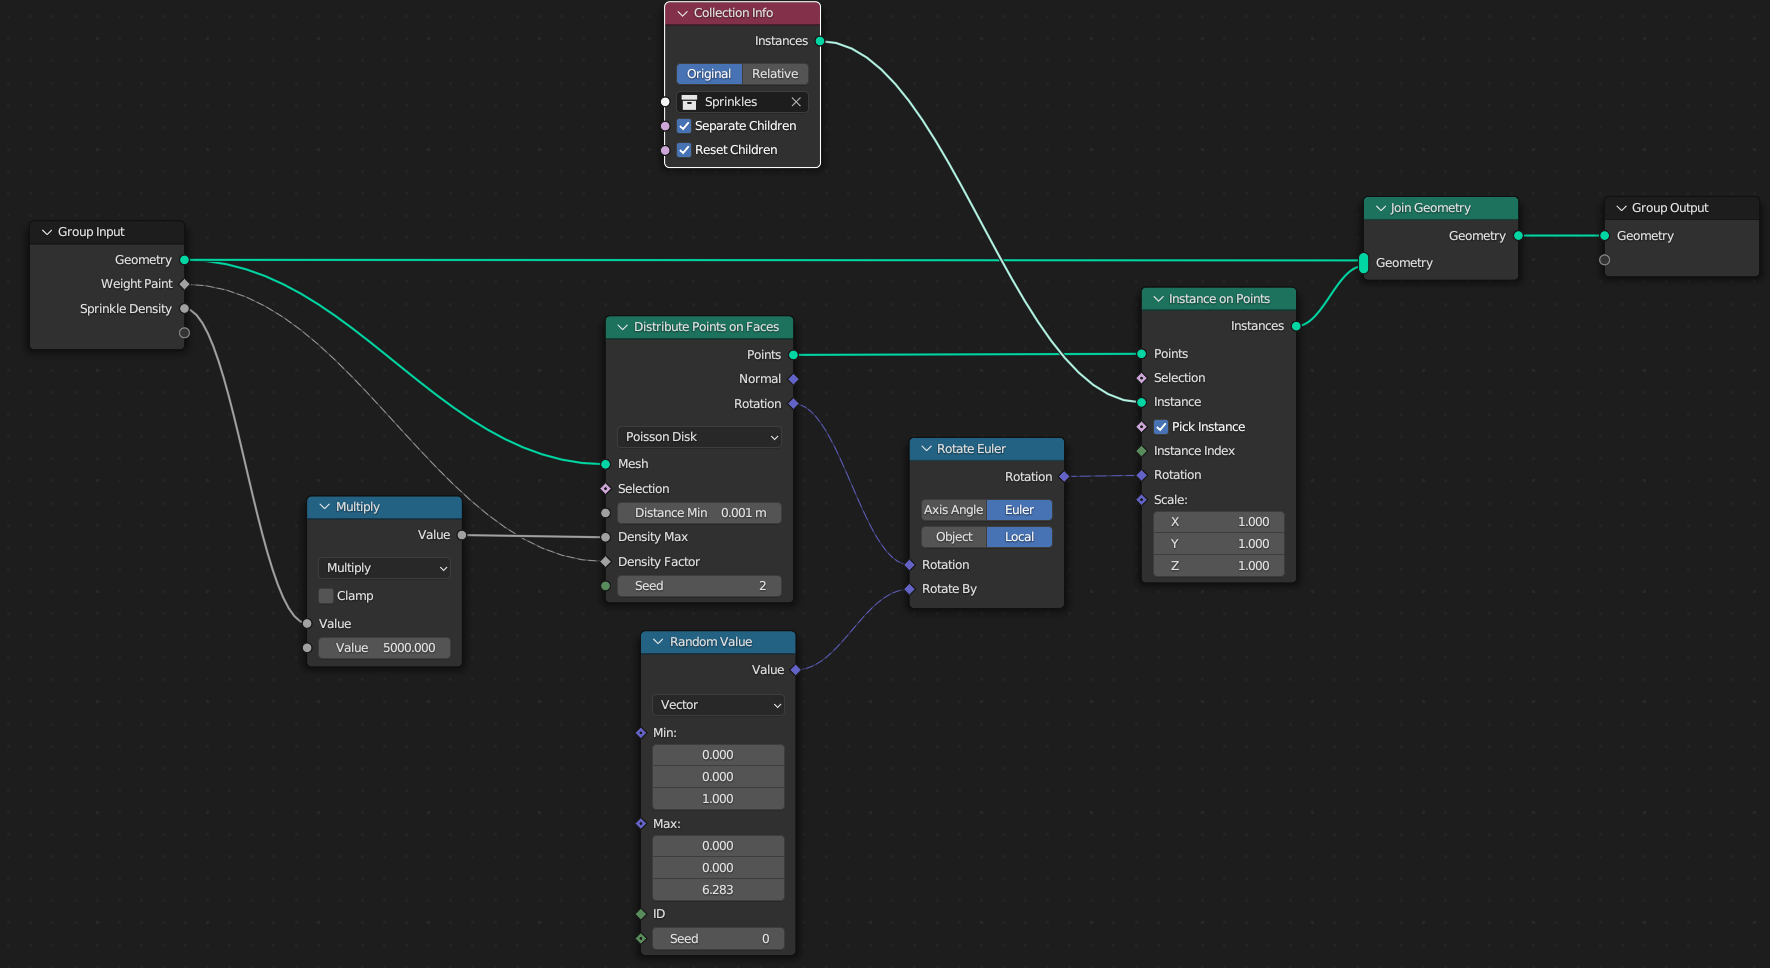 Collection Info
Instances
Original Relative
Sprinkles
Separate Children
Reset Children
Group Input
Geometry
Weight Paint
Sprinkle Density
Multiply
Value
Multiply
Clamp
Value
Value 5000.000
Distribute Points on Faces
Points
Normal
Rotation
Poisson Disk
Mesh
Selection
Distance Min 0.001 m
Density Max
Density Factor
Seed 2
Random Value
Value
Vector
Min:
0.000
0.000
1.000
Max:
0.000
0.000
6.283
ID
Seed 0
Rotate Euler
Rotation
Axis Angle Euler
Object Local
Rotation
Rotate By
Instance on Points
Instances
Points
Selection
Instance
Pick Instance
Instance Index
Rotation
Scale:
X 1.000
Y 1.000
Z 1.000
Join Geometry
Geometry
Geometry
Group Output
Geometry